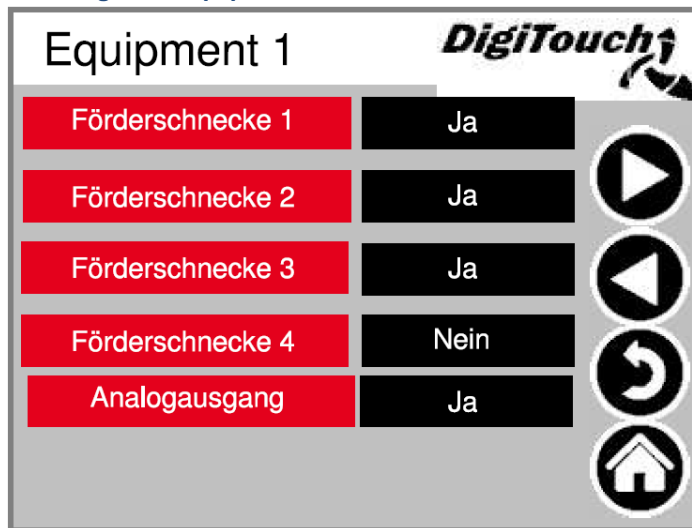 Equipment 1
DigiTouch
Förderschnecke 1 Ja
Förderschnecke 2 Ja
Förderschnecke 3 Ja
Förderschnecke 4 Nein
Analogausgang Ja